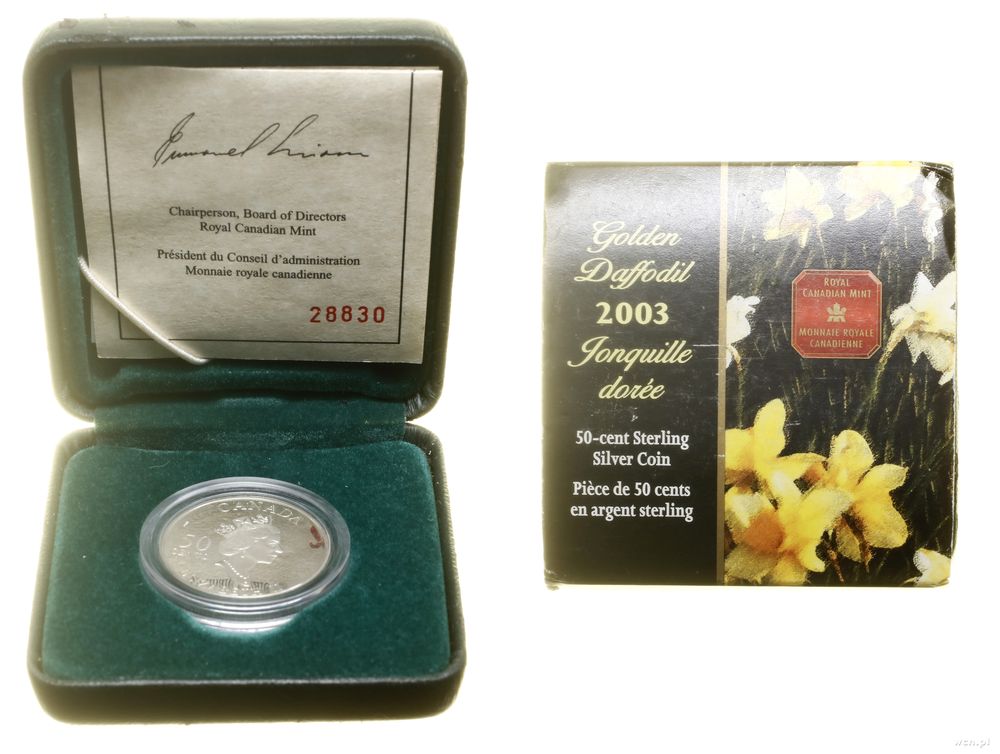 Chairperson, Board of Directors
Royal Canadian Mint
Président du Conseil d'administration
Monnaie royale canadienne
28830
CANADA
50
Golden
Daffodil
2003
Jonquille
dorée
50-cent Sterling
Silver Coin
Pièce de 50 cents
en argent sterling
ROYAL
CANADIAN MINT
MONNAIE ROYALE
CANADIENNE
wcn.pl